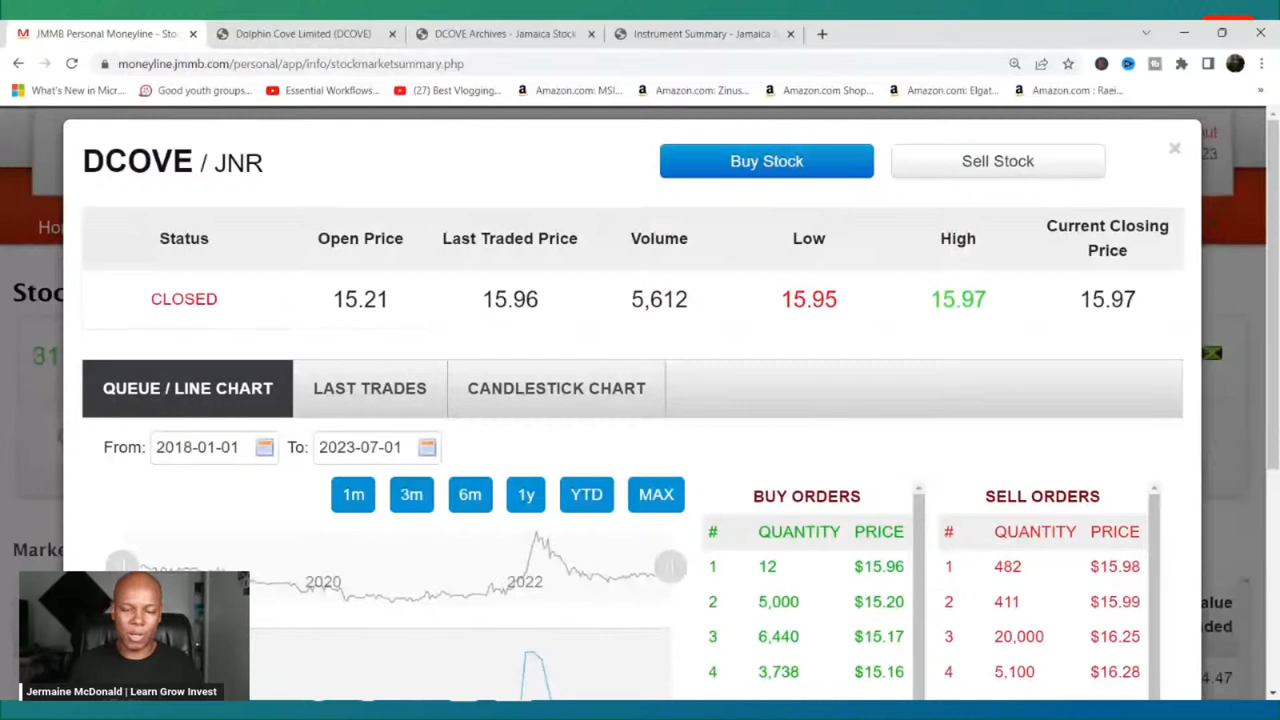 JMMB Personal Moneyline - Sto
Dolphin Cove Limited (DCOVE)
DCOVE Archives - Jamaica Stock
Instrument Summary - Jamaica
moneyline.jmmb.com/personal/app/info/stockmarketsummary.php
What's New in Micr...
Good youth groups...
Essential Workflows...
(27) Best Vlogging...
Amazon.com: MSI...
Amazon.com: Zinus...
Amazon.com Shop...
Amazon.com: Elgat...
Amazon.com : Raei...
DCOVE / JNR
Buy Stock
Sell Stock
Status
Open Price
Last Traded Price
Volume
Low
High
Current Closing
Price
CLOSED
15.21
15.96
5,612
15.95
15.97
15.97
QUEUE / LINE CHART
LAST TRADES
CANDLESTICK CHART
From: 2018-01-01 To: 2023-07-01
1m 3m 6m 1y YTD MAX
2020
2022
BUY ORDERS
# QUANTITY PRICE
1 12 $15.96
2 5,000 $15.20
3 6,440 $15.17
4 3,738 $15.16
SELL ORDERS
# QUANTITY PRICE
1 482 $15.98
2 411 $15.99
3 20,000 $16.25
4 5,100 $16.28
Jermaine McDonald | Learn Grow Invest